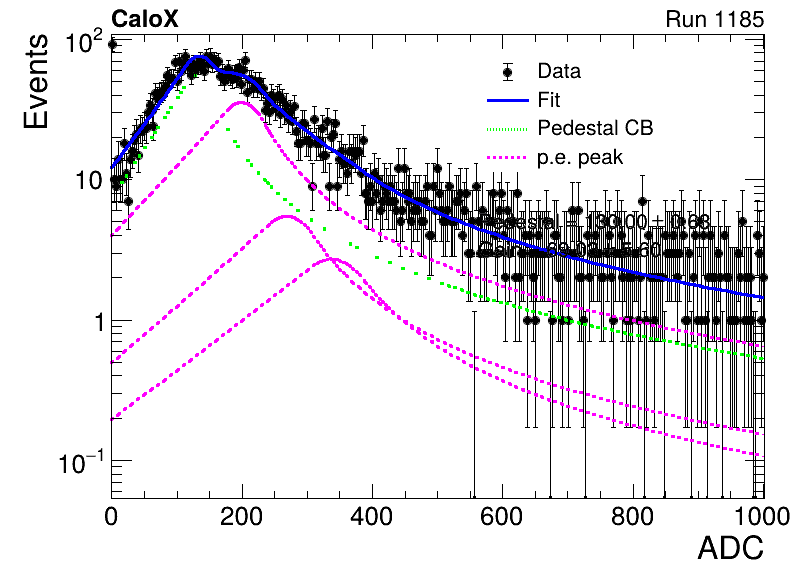 CaloX Run 1185
Events
10²
10
1
10⁻¹
Data
Fit
Pedestal CB
p.e. peak
0 200 400 600 800 1000
ADC